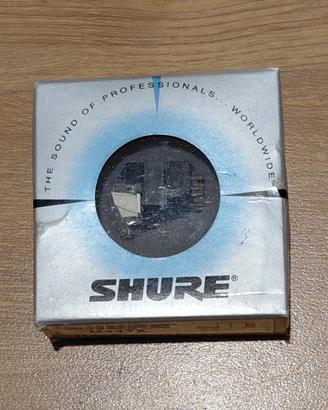 THE SOUND OF PROFESSIONALS... WORLDWIDE
SHURE®